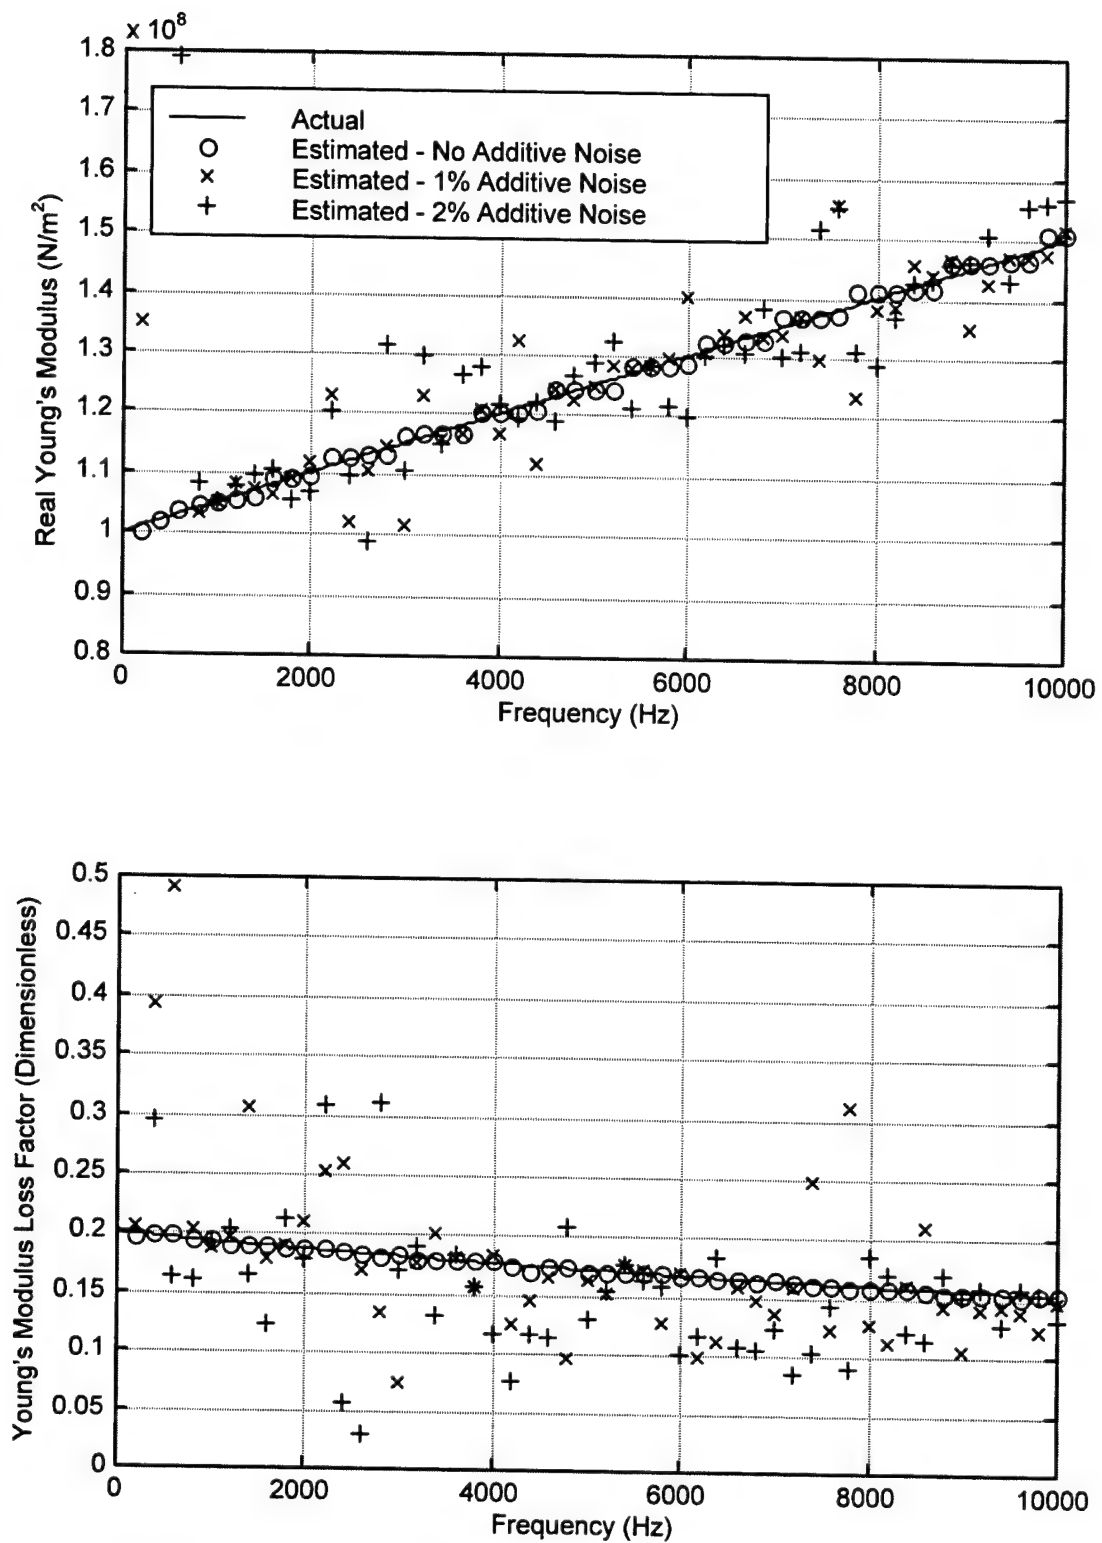 x 10^8
1.8
1.7
1.6
1.5
1.4
1.3
1.2
1.1
1
0.9
0.8
Real Young's Modulus (N/m²)
Actual
Estimated - No Additive Noise
Estimated - 1% Additive Noise
Estimated - 2% Additive Noise
0 2000 4000 6000 8000 10000
Frequency (Hz)
0.5
0.45
0.4
0.35
0.3
0.25
0.2
0.15
0.1
0.05
0
Young's Modulus Loss Factor (Dimensionless)
0 2000 4000 6000 8000 10000
Frequency (Hz)